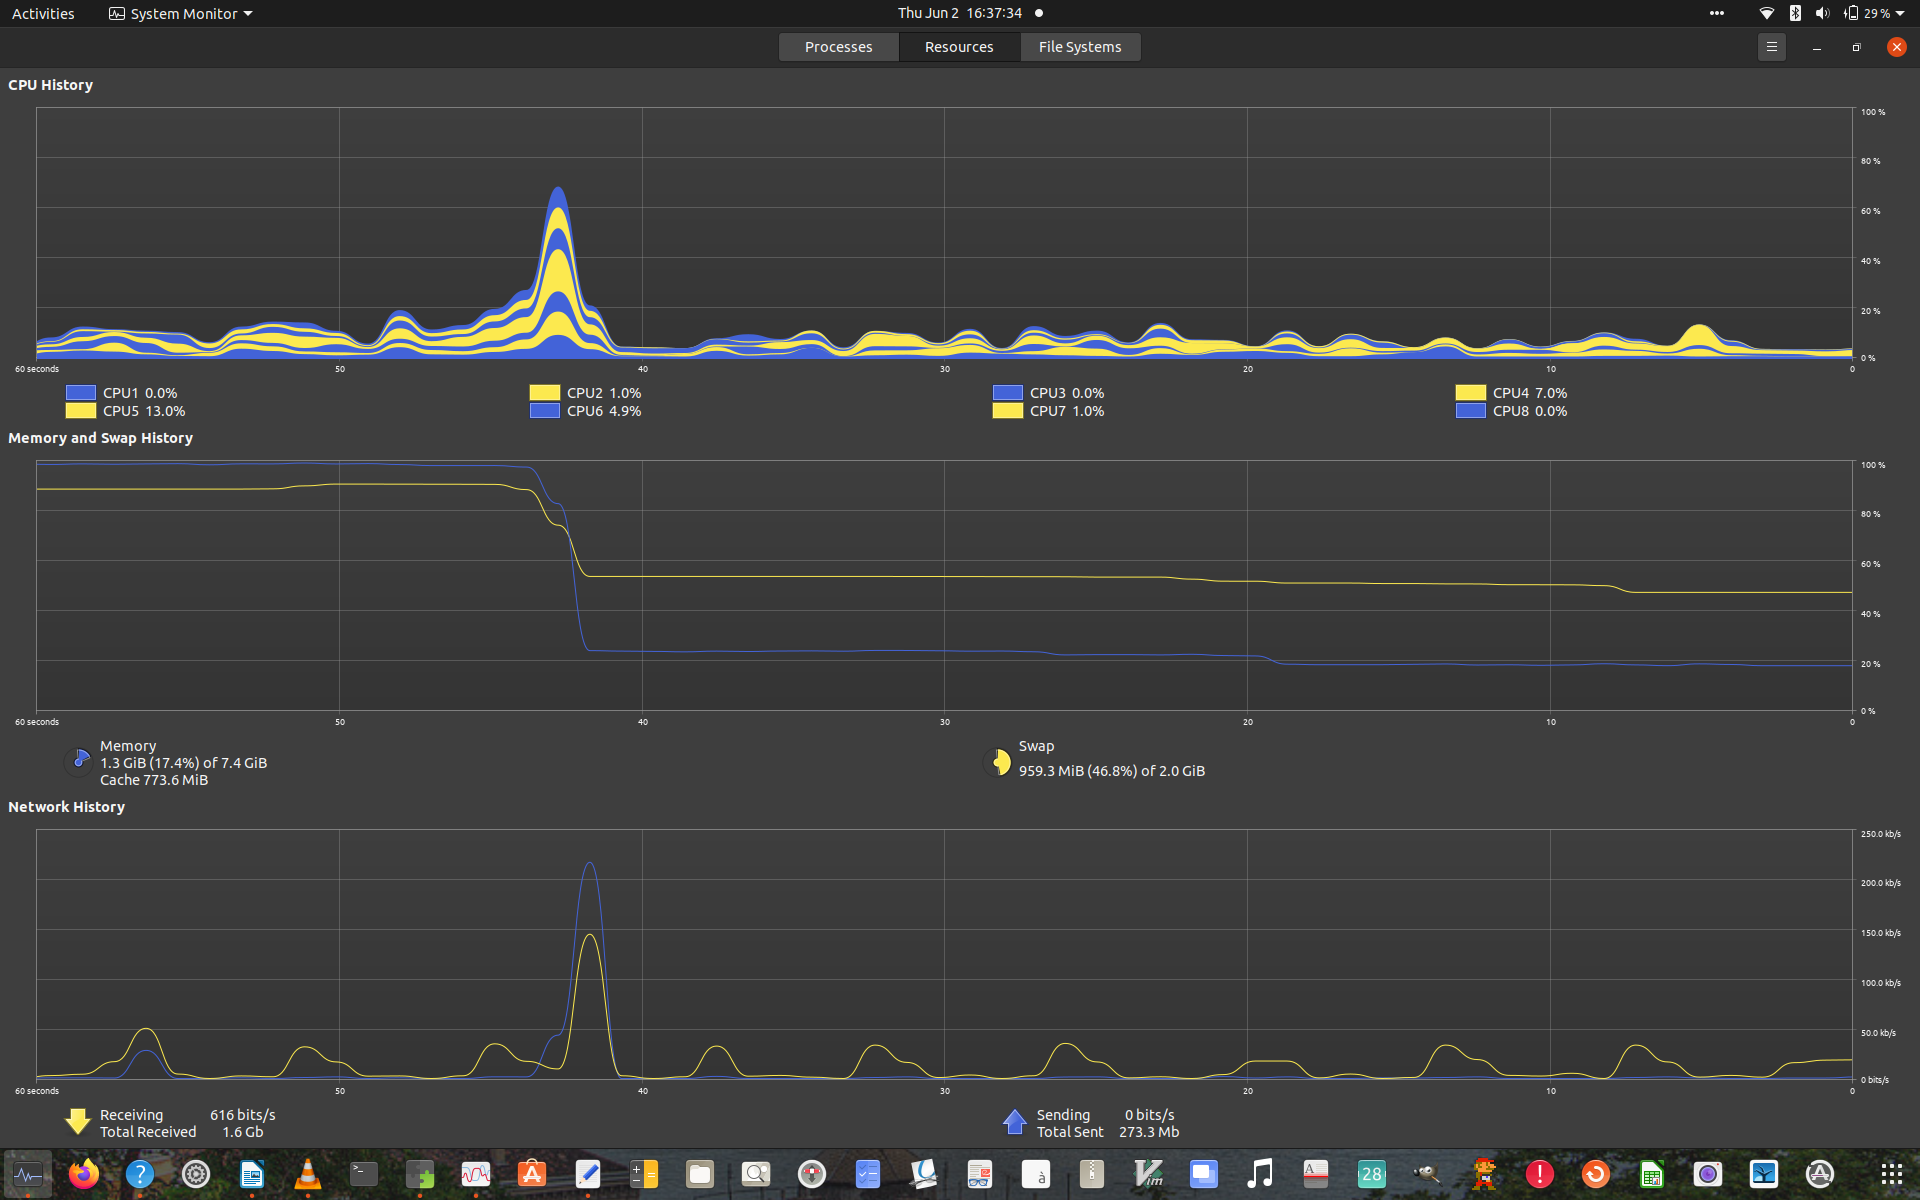 Activities System Monitor Thu Jun 2 16:37:34 29 %
Processes Resources File Systems
CPU History
100 %
80 %
60 %
40 %
20 %
0 %
60 seconds 50 40 30 20 10 0
CPU1 0.0% CPU2 1.0% CPU3 0.0% CPU4 7.0%
CPU5 13.0% CPU6 4.9% CPU7 1.0% CPU8 0.0%
Memory and Swap History
100 %
80 %
60 %
40 %
20 %
0 %
60 seconds 50 40 30 20 10 0
Memory Swap
1.3 GiB (17.4%) of 7.4 GiB 959.3 MiB (46.8%) of 2.0 GiB
Cache 773.6 MiB
Network History
250.0 kb/s
200.0 kb/s
150.0 kb/s
100.0 kb/s
50.0 kb/s
0 bits/s
60 seconds 50 40 30 20 10 0
Receiving 616 bits/s Sending 0 bits/s
Total Received 1.6 Gb Total Sent 273.3 Mb
? >_ A à Vim A 28 !